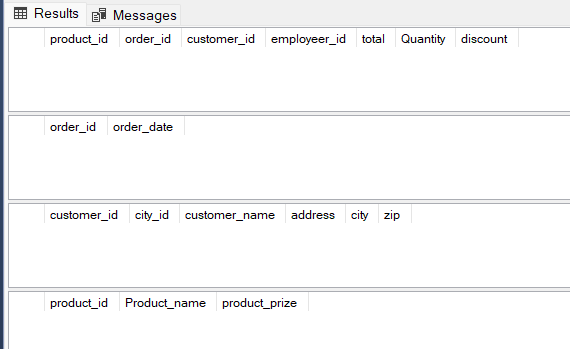 Results Messages
product_id order_id customer_id employeer_id total Quantity discount
order_id order_date
customer_id city_id customer_name address city zip
product_id Product_name product_prize